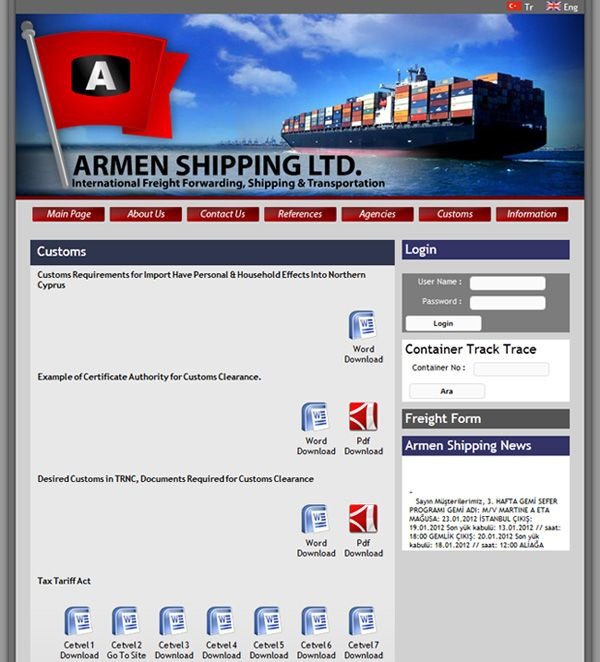 Tr Eng
A
ARMEN SHIPPING LTD.
International Freight Forwarding, Shipping & Transportation
Main Page About Us Contact Us References Agencies Customs Information
Customs
Customs Requirements for Import Have Personal & Household Effects Into Northern
Cyprus
Word
Download
Example of Certificate Authority for Customs Clearance.
Word Pdf
Download Download
Desired Customs in TRNC, Documents Required for Customs Clearance
Word Pdf
Download Download
Tax Tariff Act
Cetvel 1 Cetvel 2 Cetvel 3 Cetvel 4 Cetvel 5 Cetvel 6 Cetvel 7
Download Go To Site Download Download Download Download Download
Login
User Name :
Password :
Login
Container Track Trace
Container No :
Ara
Freight Form
Armen Shipping News
-
Sayın Müşterilerimiz, 3. HAFTA GEMİ SEFER
PROGRAMI GEMİ ADI: M/V MARTINE A ETA
MAĞUSA: 23.01.2012 İSTANBUL ÇIKIŞ:
19.01.2012 Son yük kabulü: 13.01.2012 // saat:
18:00 GEMLİK ÇIKIŞ: 20.01.2012 Son yük
kabulü: 18.01.2012 // saat: 12:00 ALİAĞA